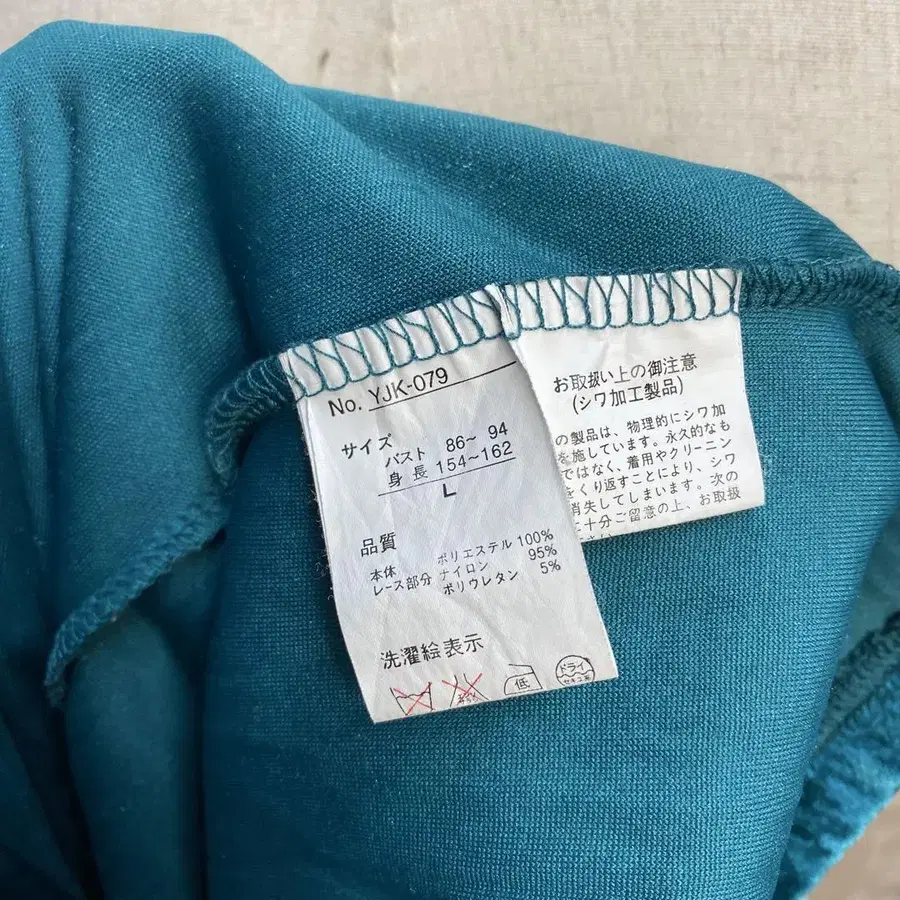 No. YJK-079
サイズ
バスト 86~ 94
身長 154~162
L
品質
本体 ポリエステル 100%
レース部分 ナイロン 95%
ポリウレタン 5%
洗濯絵表示
低
ドライ
セキユ系
お取扱い上の御注意
(シワ加工製品)
の製品は、物理的にシワ加
を施しています。永久的なも
ではなく、着用やクリーニン
をくり返すことにより、シワ
消失してしまいます。次の
十分ご留意の上、お取扱